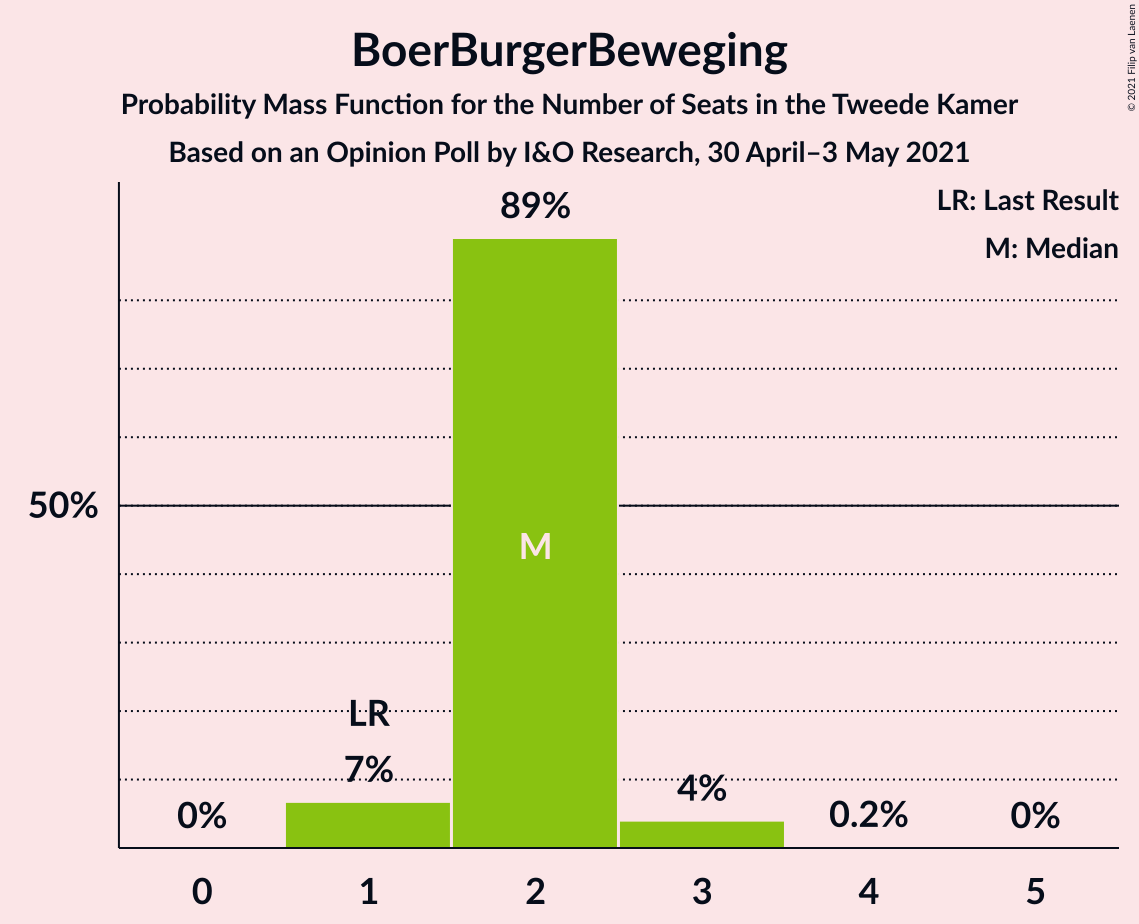 BoerBurgerBeweging
Probability Mass Function for the Number of Seats in the Tweede Kamer
Based on an Opinion Poll by I&O Research, 30 April–3 May 2021
© 2021 Filip van Laenen
LR: Last Result
M: Median
89%
50%
M
LR
7%
4%
0%
0.2%
0%
0 1 2 3 4 5